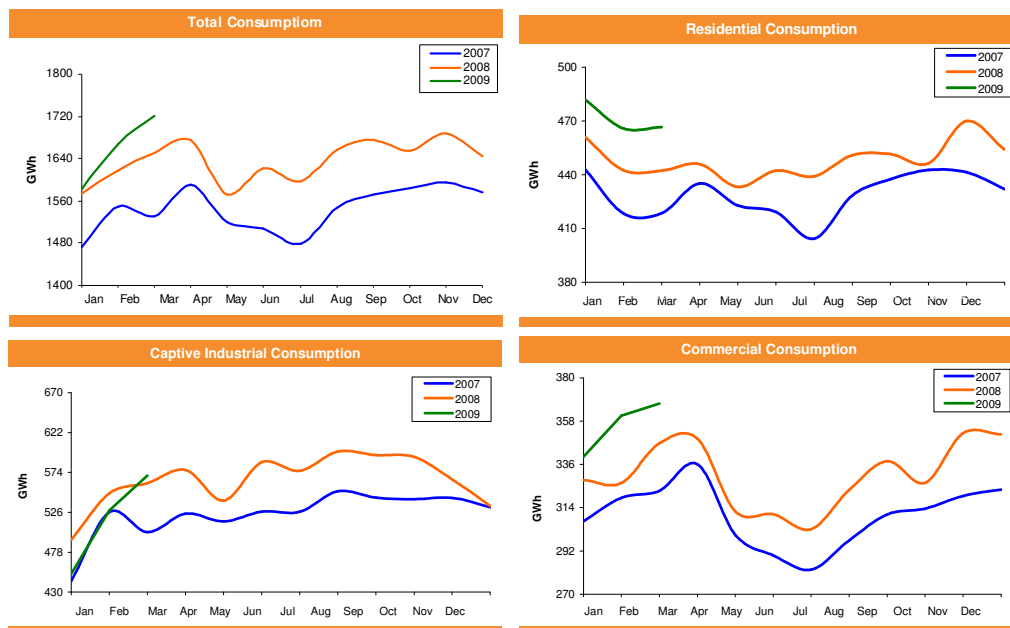 Total Consumptiom
2007
2008
2009
1800
1720
1640
1560
1480
1400
GWh
Jan Feb Mar Apr May Jun Jul Aug Sep Oct Nov Dec
Residential Consumption
2007
2008
2009
500
470
440
410
380
GWh
Jan Feb Mar Apr May Jun Jul Aug Sep Oct Nov Dec
Captive Industrial Consumption
2007
2008
2009
670
622
574
526
478
430
GWh
Jan Feb Mar Apr May Jun Jul Aug Sep Oct Nov Dec
Commercial Consumption
2007
2008
2009
380
358
336
314
292
270
GWh
Jan Feb Mar Apr May Jun Jul Aug Sep Oct Nov Dec